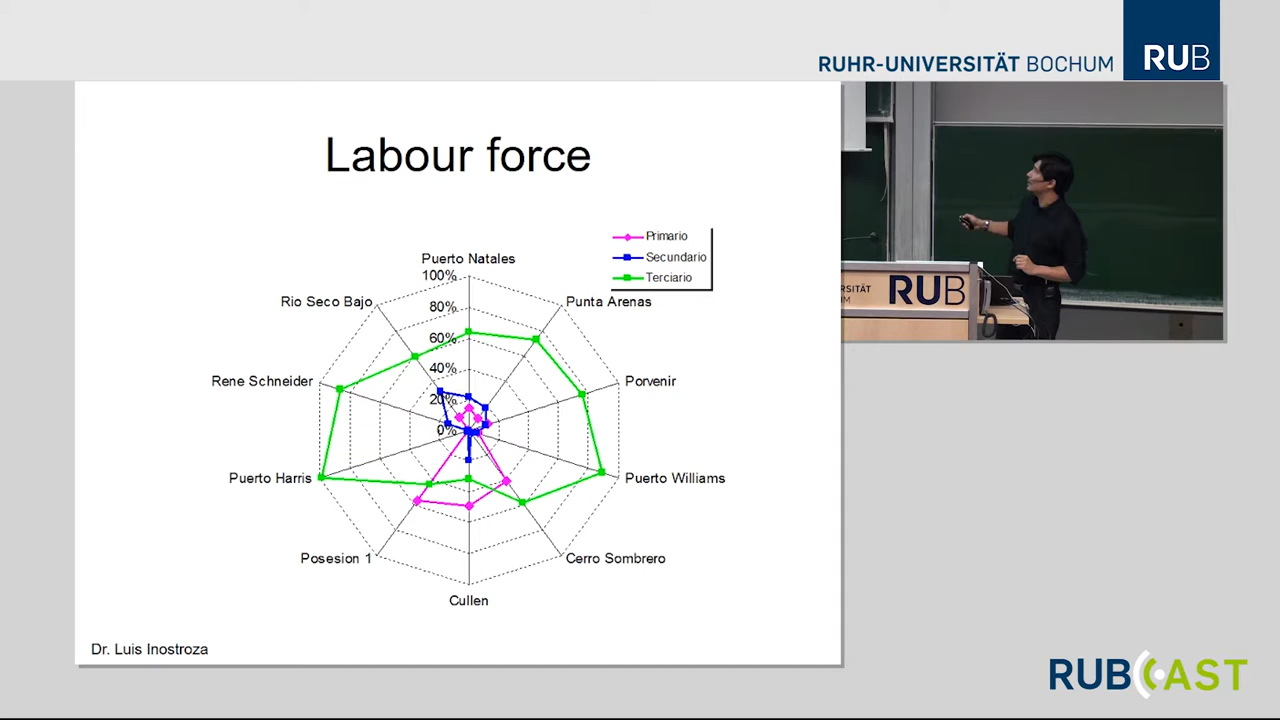 RUHR-UNIVERSITÄT BOCHUM
RUB
Labour force
Primario
Secundario
Terciario
Puerto Natales
100%
80%
60%
40%
20%
0%
Punta Arenas
Porvenir
Puerto Williams
Cerro Sombrero
Cullen
Posesion 1
Puerto Harris
Rene Schneider
Rio Seco Bajo
Dr. Luis Inostroza
RSITÄT
UM
RUB
RUBCAST